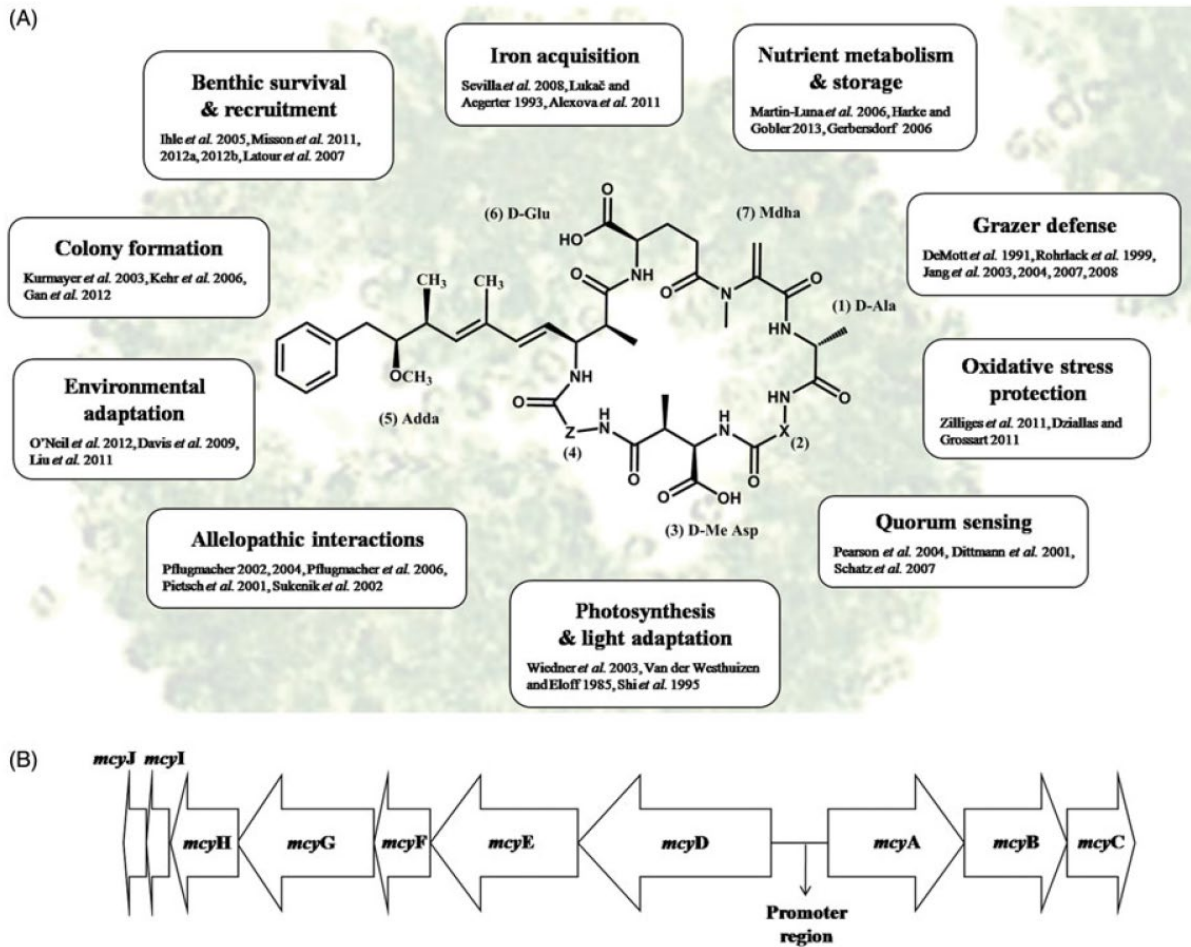 (A)
Iron acquisition
Sevilla et al. 2008, Lukač and
Aegerter 1993, Alexova et al. 2011
Nutrient metabolism
& storage
Martin-Luna et al. 2006, Harke and
Gobler 2013, Gerbersdorf 2006
Benthic survival
& recruitment
Ihle et al. 2005, Misson et al. 2011,
2012a, 2012b, Latour et al. 2007
Grazer defense
DeMott et al. 1991, Rohrlack et al. 1999,
Jang et al. 2003, 2004, 2007, 2008
Colony formation
Kurmayer et al. 2003, Kehr et al. 2006,
Gan et al. 2012
(6) D-Glu
(7) Mdha
O
HO
NH
O
O
N
O
HN
(1) D-Ala
CH3
CH3
OCH3
(5) Adda
NH
O
Z
(4)
H
N
O
O
OH
H
N
O
HN
X
(2)
O
(3) D-Me Asp
Environmental
adaptation
O'Neil et al. 2012, Davis et al. 2009,
Liu et al. 2011
Oxidative stress
protection
Zilliges et al. 2011, Dziallas and
Grossart 2011
Allelopathic interactions
Pflugmacher 2002, 2004, Pflugmacher et al. 2006,
Pietsch et al. 2001, Sukenik et al. 2002
Quorum sensing
Pearson et al. 2004, Dittmann et al. 2001,
Schatz et al. 2007
Photosynthesis
& light adaptation
Wiedner et al. 2003, Van der Westhuizen
and Eloff 1985, Shi et al. 1995
(B)
mcyJ mcyI
mcyH mcyG mcyF mcyE mcyD mcyA mcyB mcyC
Promoter
region